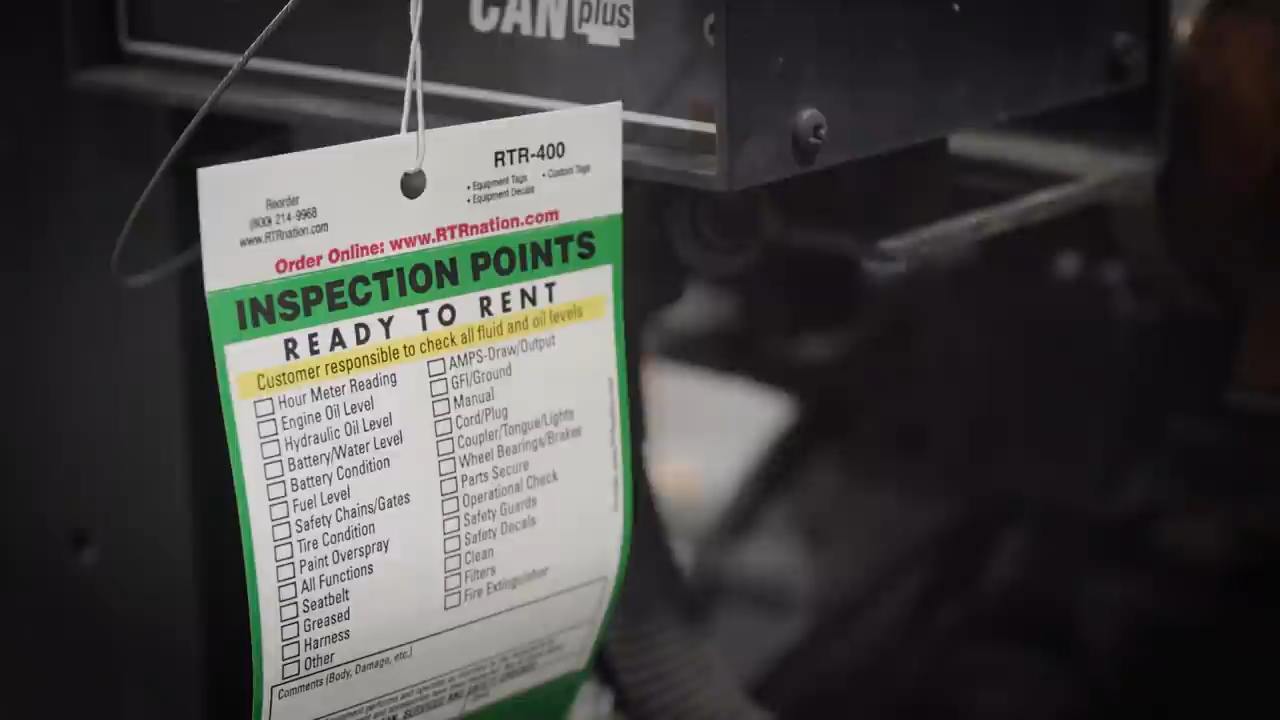 CAN plus
RTR-400
• Equipment Tags • Custom Tags
• Equipment Decals
Reorder
(800) 214-9968
www.RTRnation.com
Order Online: www.RTRnation.com
INSPECTION POINTS
READY TO RENT
Customer responsible to check all fluid and oil levels
Hour Meter Reading
Engine Oil Level
Hydraulic Oil Level
Battery/Water Level
Battery Condition
Fuel Level
Safety Chains/Gates
Tire Condition
Paint Overspray
All Functions
Seatbelt
Greased
Harness
Other
AMPS-Draw/Output
GFI/Ground
Manual
Cord/Plug
Coupler/Tongue/Lights
Wheel Bearings/Brakes
Parts Secure
Operational Check
Safety Guards
Safety Decals
Clean
Filters
Fire Extinguisher
Comments (Body, Damage, etc.)